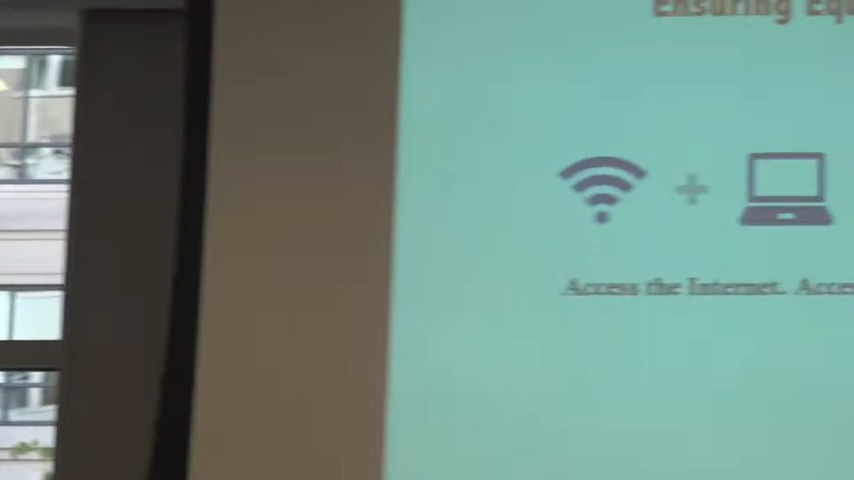 Ensuring
Access the Internet.